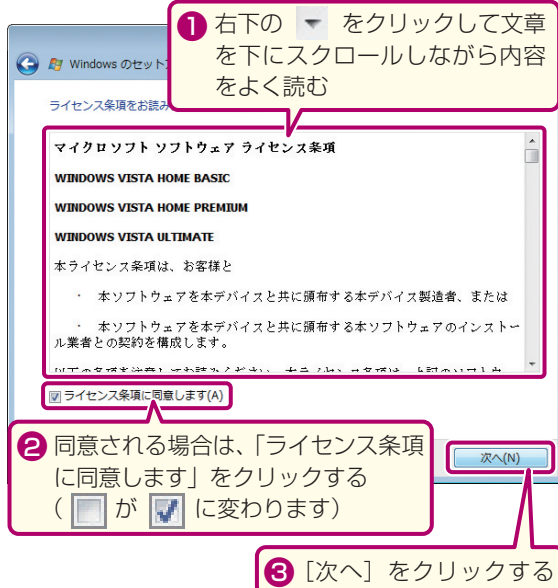 ❶ 右下の ▼ をクリックして文章
を下にスクロールしながら内容
をよく読む
Windows のセット
ライセンス条項をお読み
マイクロソフト ソフトウェア ライセンス条項
WINDOWS VISTA HOME BASIC
WINDOWS VISTA HOME PREMIUM
WINDOWS VISTA ULTIMATE
本ライセンス条項は、お客様と
・ 本ソフトウェアを本デバイスと共に頒布する本デバイス製造者、または
・ 本ソフトウェアを本デバイスと共に頒布する本ソフトウェアのインストー
ル業者との契約を構成します。
ライセンス条項に同意します(A)
❷ 同意される場合は、「ライセンス条項
に同意します」をクリックする
( が に変わります)
次へ(N)
❸ [次へ] をクリックする